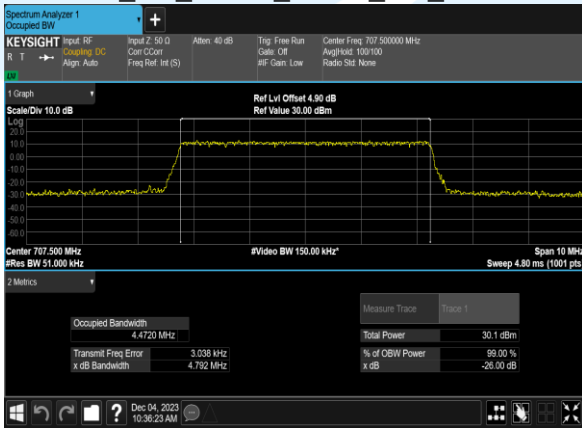 Spectrum Analyzer 1
Occupied BW
KEYSIGHT Input: RF Input Z: 50 Ω Atten: 40 dB Trig: Free Run Center Freq: 707.500000 MHz
R T Coupling: DC Corr CCorr Gate: Off Avg|Hold: 100/100
Align: Auto Freq Ref: Int (S) #IF Gain: Low Radio Std: None
1 Graph
Ref Lvl Offset 4.90 dB
Scale/Div 10.0 dB Ref Value 30.00 dBm
Log
20.0
10.0
0.00
-10.0
-20.0
-30.0
-40.0
-50.0
-60.0
Center 707.500 MHz #Video BW 150.00 kHz* Span 10 MHz
#Res BW 51.000 kHz Sweep 4.80 ms (1001 pts
2 Metrics
Measure Trace Trace 1
Occupied Bandwidth
4.4720 MHz Total Power 30.1 dBm
Transmit Freq Error 3.038 kHz % of OBW Power 99.00 %
x dB Bandwidth 4.792 MHz x dB -26.00 dB
Dec 04, 2023
10:36:23 AM